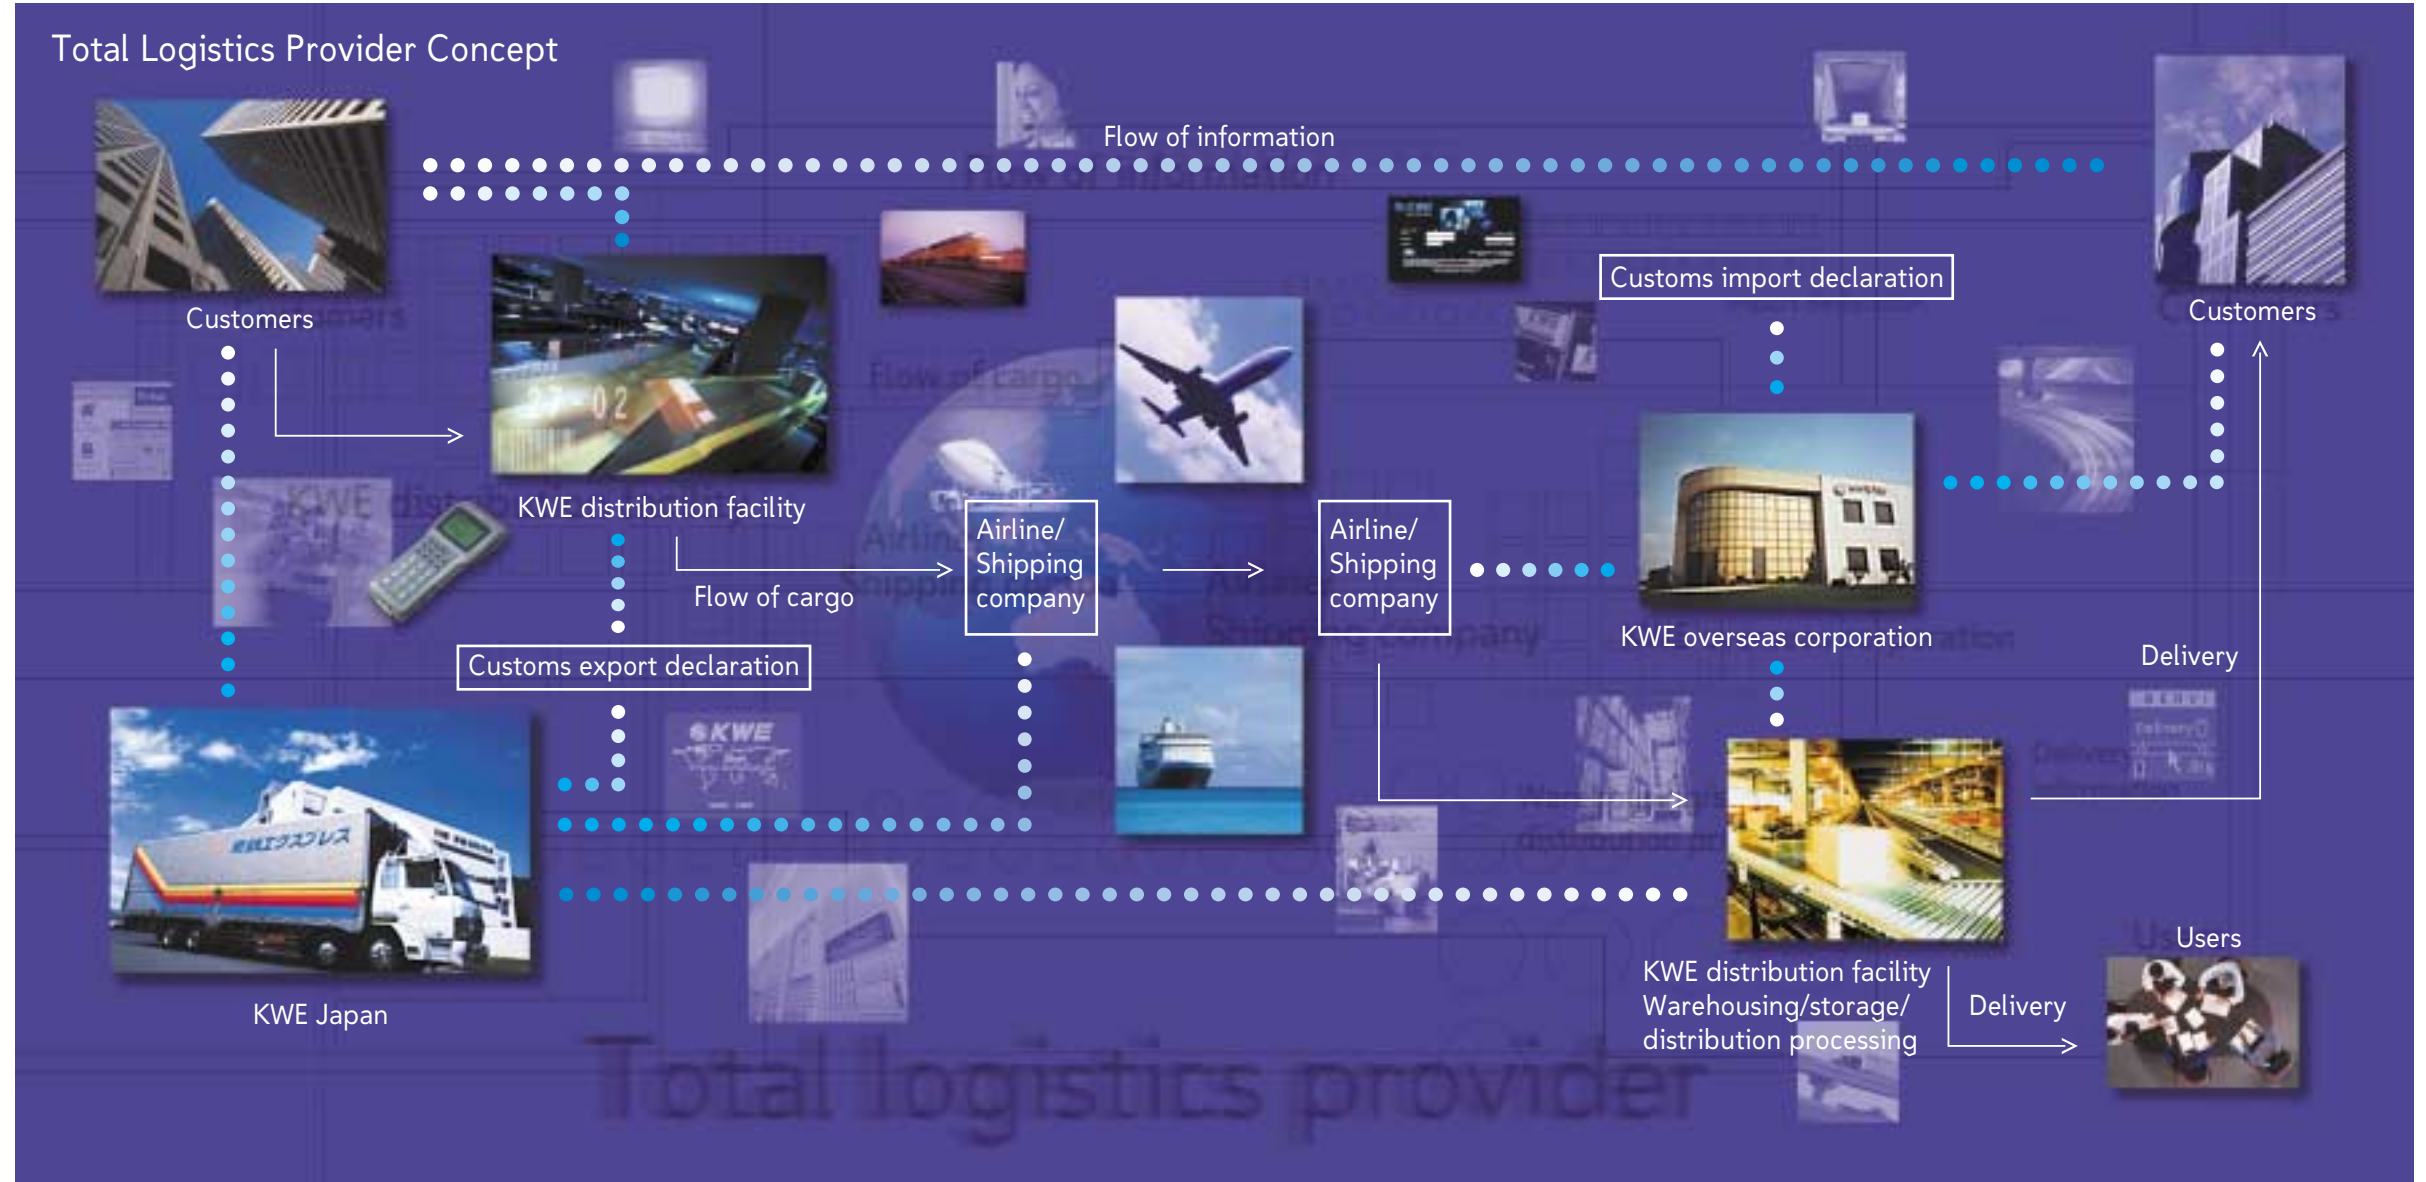 Total Logistics Provider Concept
Flow of information
Customers
Customs import declaration
Customers
KWE distribution facility
Flow of cargo
Airline/
Shipping
company
Airline/
Shipping
company
KWE overseas corporation
Customs export declaration
Delivery
KWE
KWE Japan
KWE distribution facility
Warehousing/storage/
distribution processing
Delivery
Users
Total logistics provider